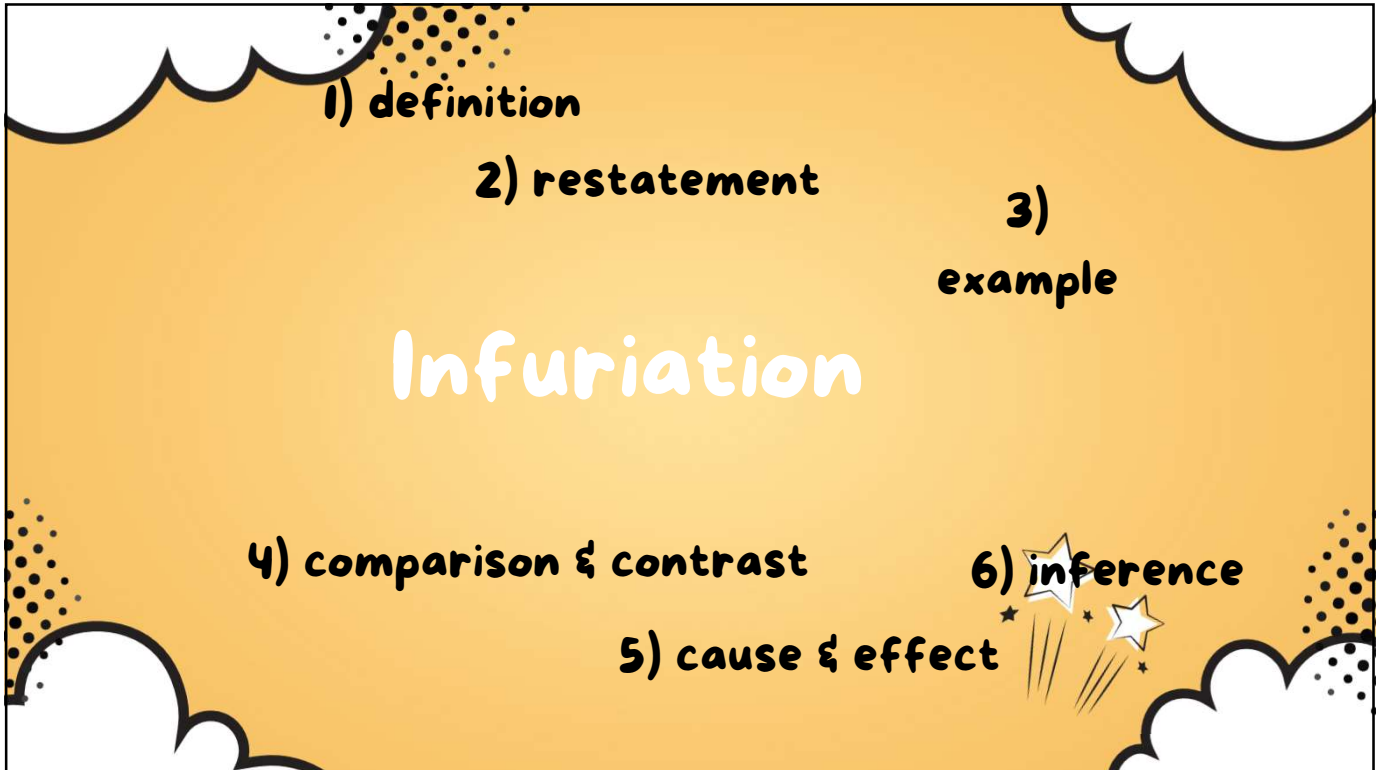 1) definition
2) restatement
3)
example
Infuriation
4) comparison & contrast
6) inference
5) cause & effect